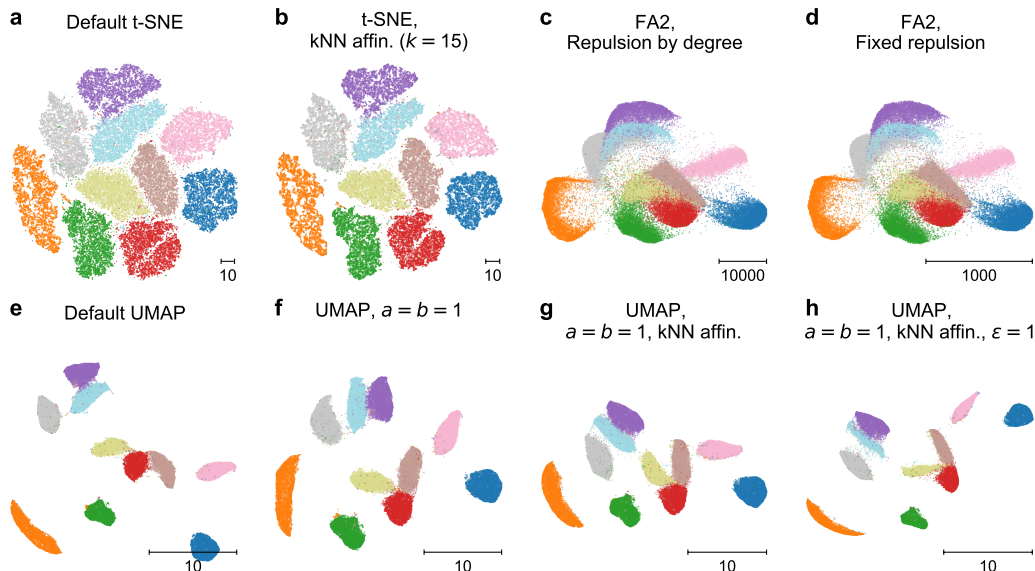 a
Default t-SNE
10
b
t-SNE,
kNN affin. (k = 15)
10
c
FA2,
Repulsion by degree
10000
d
FA2,
Fixed repulsion
1000
e
Default UMAP
10
f
UMAP, a = b = 1
10
g
UMAP,
a = b = 1, kNN affin.
10
h
UMAP,
a = b = 1, kNN affin., ε = 1
10